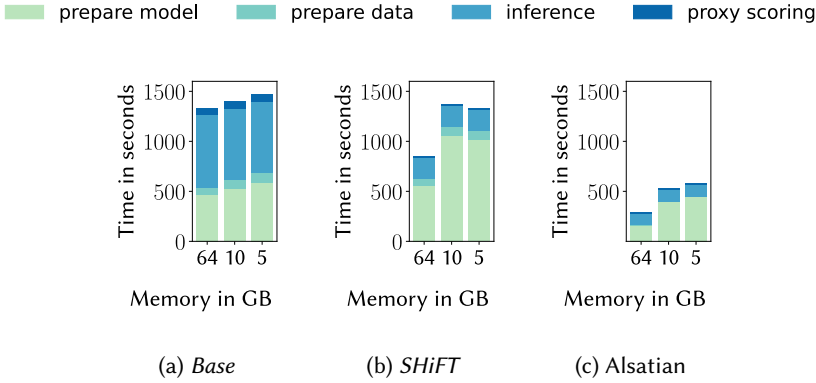 prepare model prepare data inference proxy scoring
Time in seconds
1500
1000
500
0
64 10 5
Memory in GB
(a) Base
Time in seconds
1500
1000
500
0
64 10 5
Memory in GB
(b) SHiFT
Time in seconds
1500
1000
500
0
64 10 5
Memory in GB
(c) Alsatian